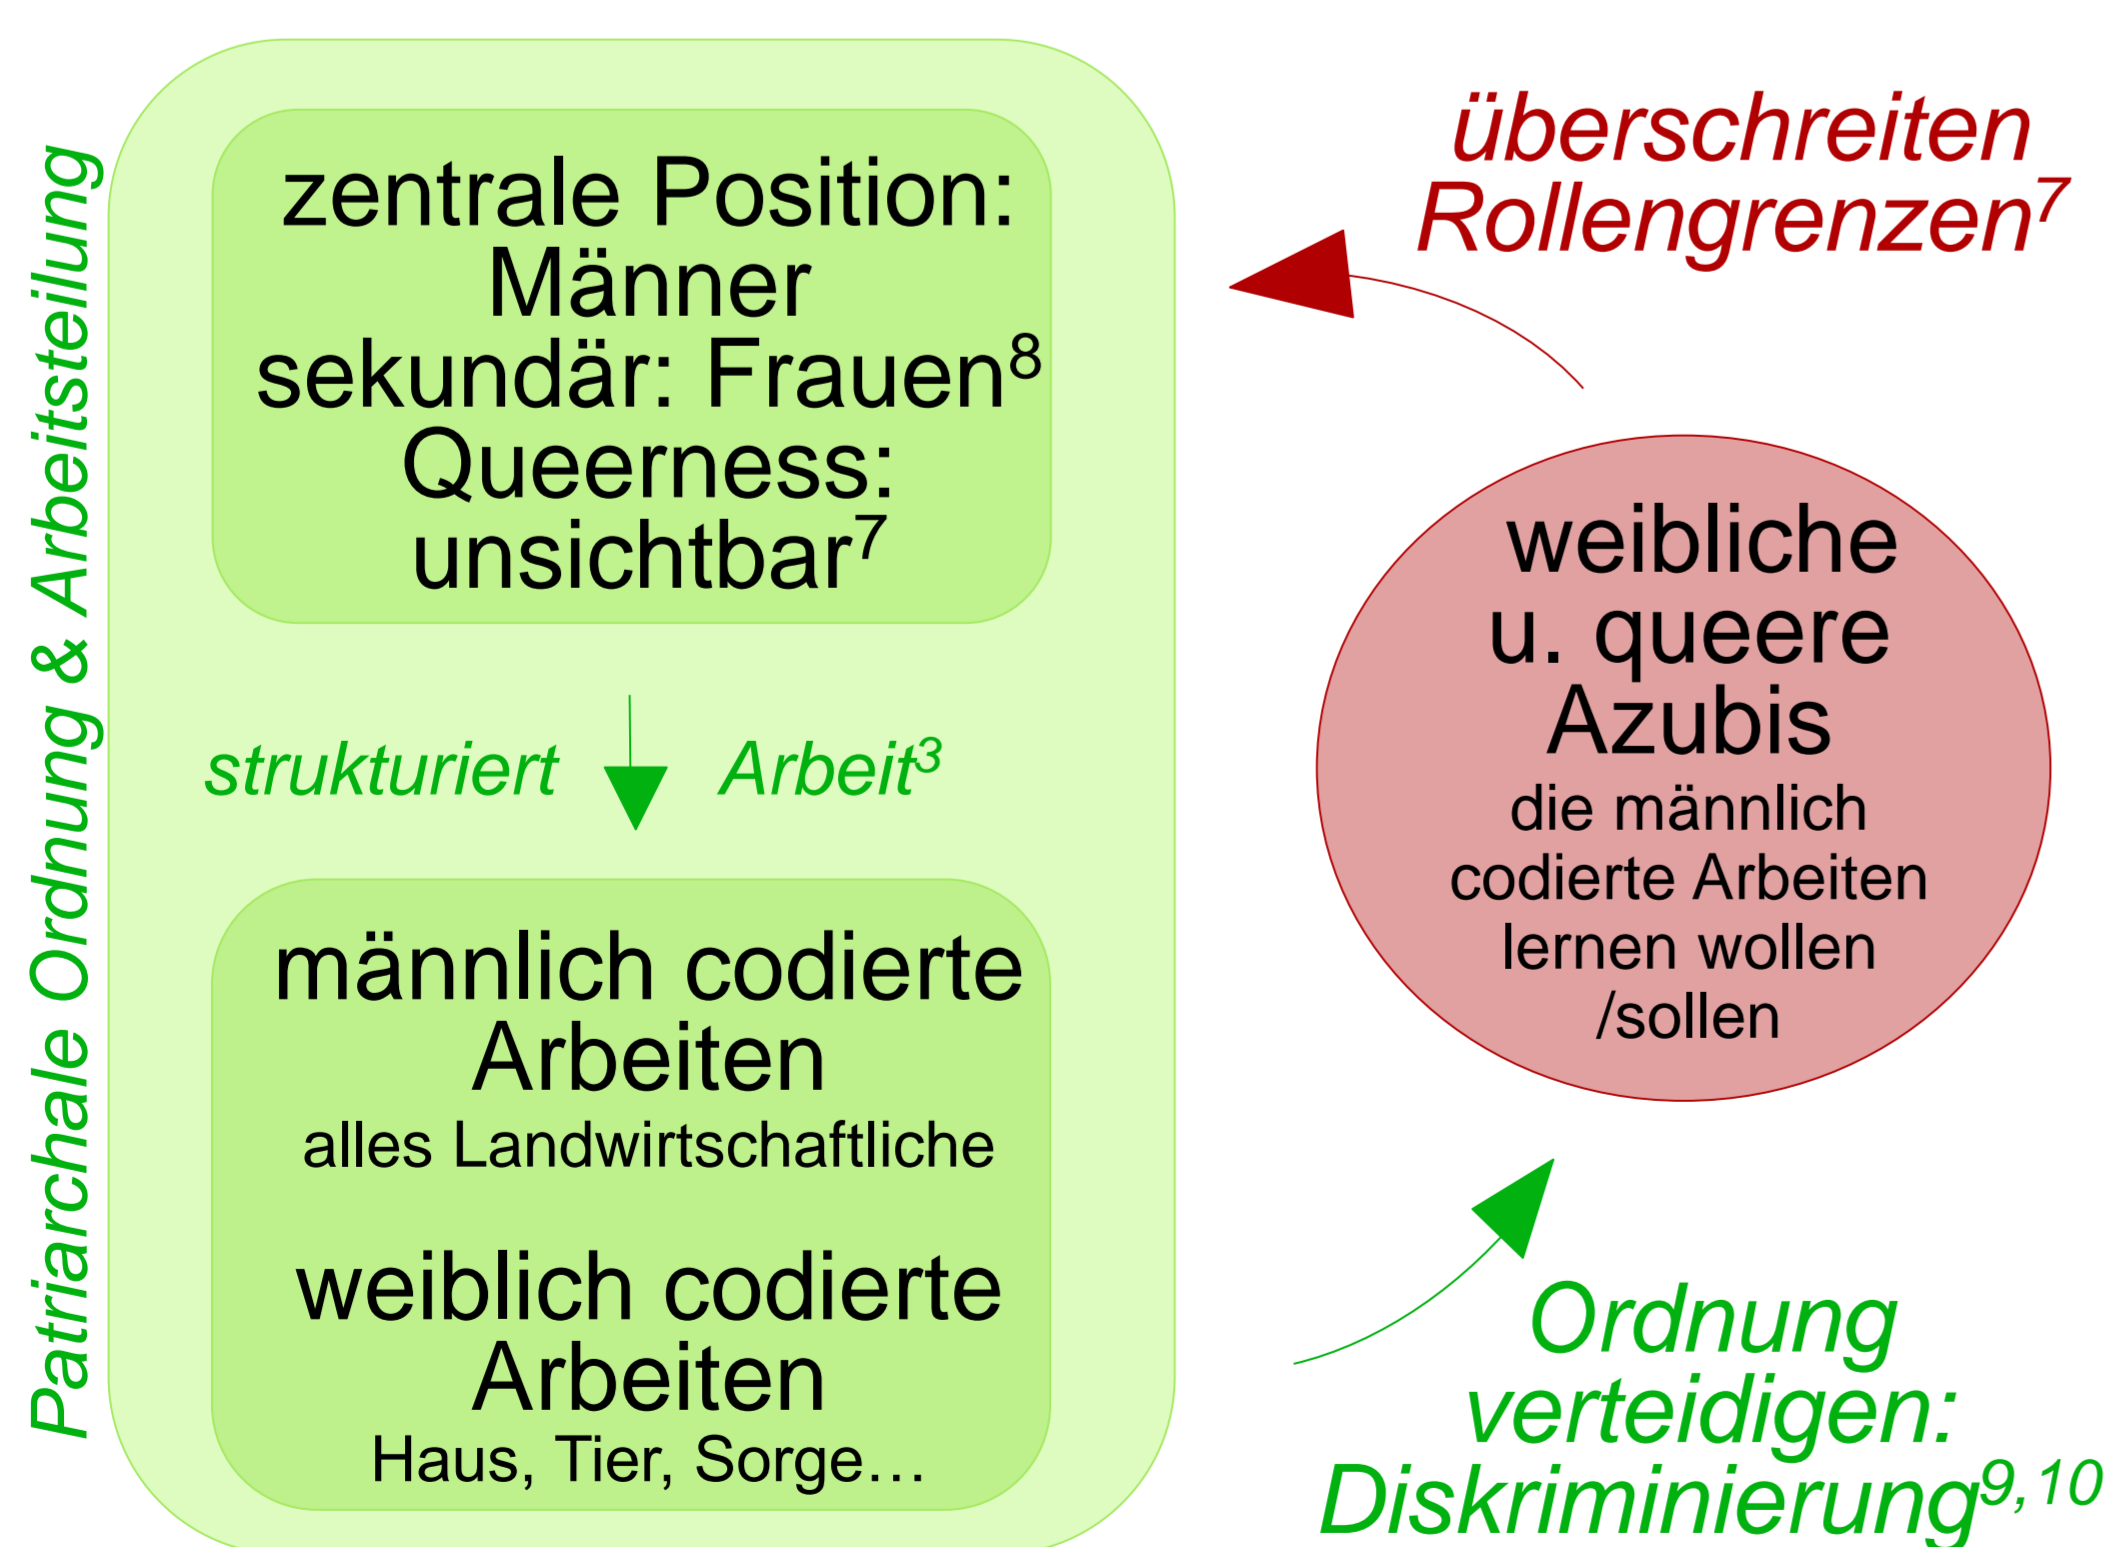 Patriarchale Ordnung & Arbeitsteilung
zentrale Position:
Männer
sekundär: Frauen⁸
Queerness:
unsichtbar⁷
strukturiert Arbeit³
männlich codierte
Arbeiten
alles Landwirtschaftliche
weiblich codierte
Arbeiten
Haus, Tier, Sorge…
überschreiten
Rollengrenzen⁷
weibliche
u. queere
Azubis
die männlich
codierte Arbeiten
lernen wollen
/sollen
Ordnung
verteidigen:
Diskriminierung⁹,¹⁰